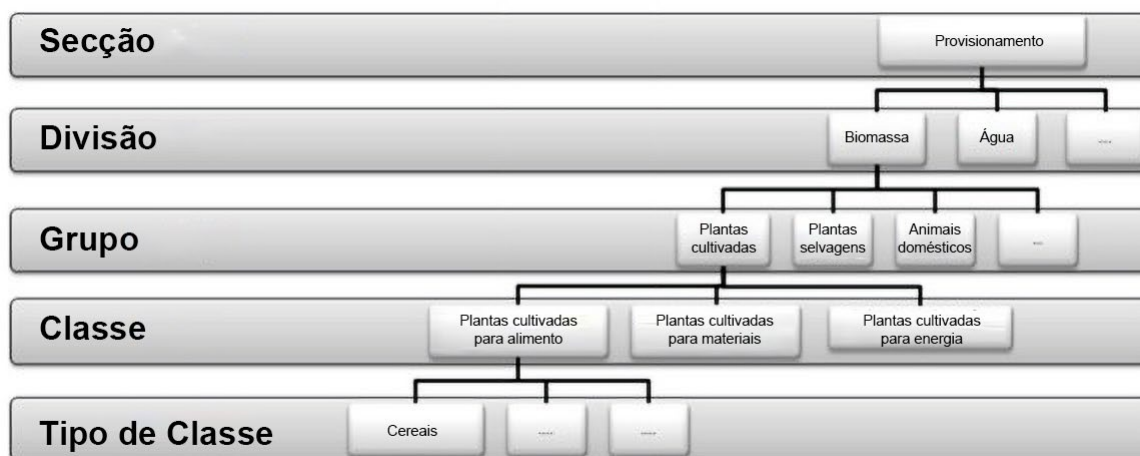 Secção
Provisionamento
Divisão
Biomassa
Água
....
Grupo
Plantas
cultivadas
Plantas
selvagens
Animais
domésticos
...
Classe
Plantas cultivadas
para alimento
Plantas cultivadas
para materiais
Plantas cultivadas
para energia
Tipo de Classe
Cereais
....
....